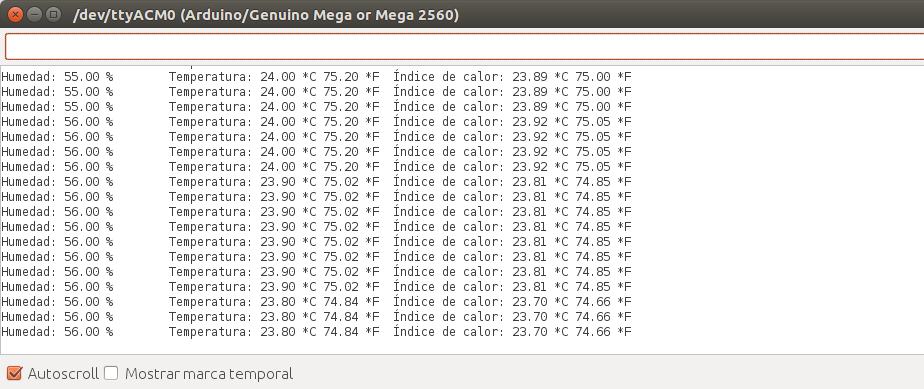 /dev/ttyACM0 (Arduino/Genuino Mega or Mega 2560)
Humedad: 55.00 % Temperatura: 24.00 *C 75.20 *F Índice de calor: 23.89 *C 75.00 *F
Humedad: 55.00 % Temperatura: 24.00 *C 75.20 *F Índice de calor: 23.89 *C 75.00 *F
Humedad: 55.00 % Temperatura: 24.00 *C 75.20 *F Índice de calor: 23.89 *C 75.00 *F
Humedad: 56.00 % Temperatura: 24.00 *C 75.20 *F Índice de calor: 23.92 *C 75.05 *F
Humedad: 56.00 % Temperatura: 24.00 *C 75.20 *F Índice de calor: 23.92 *C 75.05 *F
Humedad: 56.00 % Temperatura: 24.00 *C 75.20 *F Índice de calor: 23.92 *C 75.05 *F
Humedad: 56.00 % Temperatura: 24.00 *C 75.20 *F Índice de calor: 23.92 *C 75.05 *F
Humedad: 56.00 % Temperatura: 23.90 *C 75.02 *F Índice de calor: 23.81 *C 74.85 *F
Humedad: 56.00 % Temperatura: 23.90 *C 75.02 *F Índice de calor: 23.81 *C 74.85 *F
Humedad: 56.00 % Temperatura: 23.90 *C 75.02 *F Índice de calor: 23.81 *C 74.85 *F
Humedad: 56.00 % Temperatura: 23.90 *C 75.02 *F Índice de calor: 23.81 *C 74.85 *F
Humedad: 56.00 % Temperatura: 23.90 *C 75.02 *F Índice de calor: 23.81 *C 74.85 *F
Humedad: 56.00 % Temperatura: 23.90 *C 75.02 *F Índice de calor: 23.81 *C 74.85 *F
Humedad: 56.00 % Temperatura: 23.90 *C 75.02 *F Índice de calor: 23.81 *C 74.85 *F
Humedad: 56.00 % Temperatura: 23.90 *C 75.02 *F Índice de calor: 23.81 *C 74.85 *F
Humedad: 56.00 % Temperatura: 23.80 *C 74.84 *F Índice de calor: 23.70 *C 74.66 *F
Humedad: 56.00 % Temperatura: 23.80 *C 74.84 *F Índice de calor: 23.70 *C 74.66 *F
Humedad: 56.00 % Temperatura: 23.80 *C 74.84 *F Índice de calor: 23.70 *C 74.66 *F
Autoscroll Mostrar marca temporal